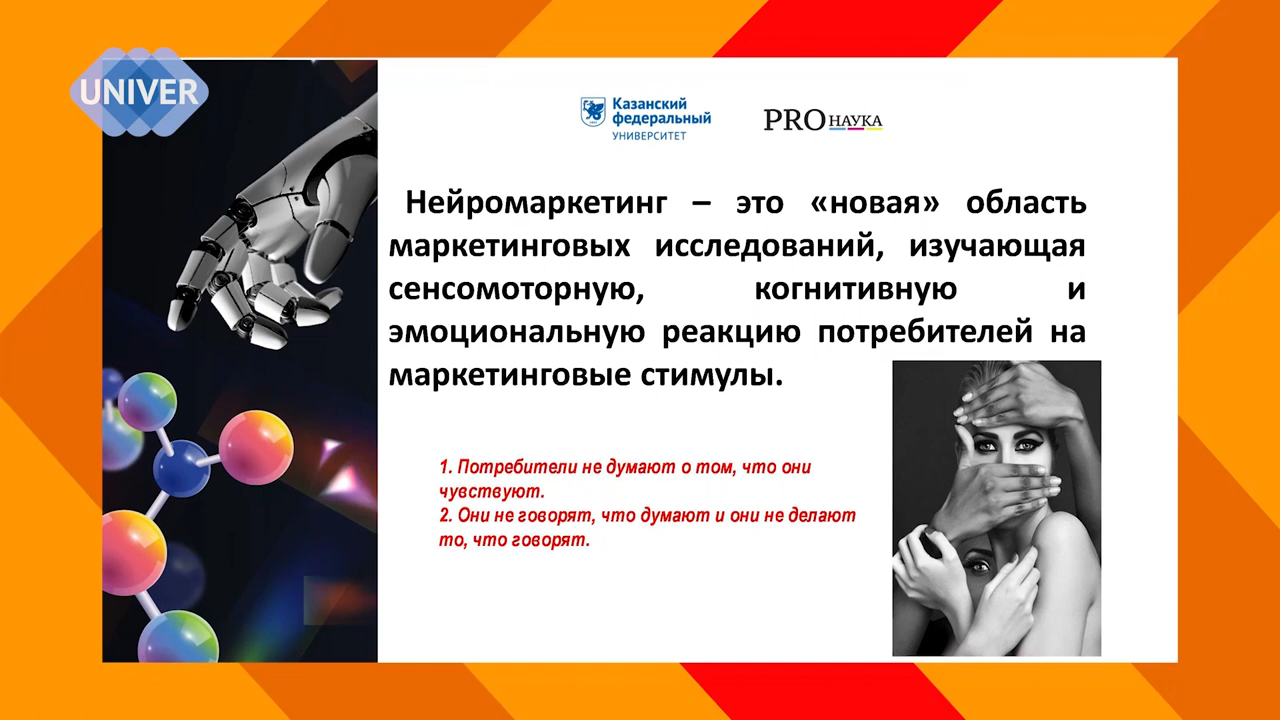 UNIVER
Казанский
федеральный
УНИВЕРСИТЕТ
PRO НАУКА
Нейромаркетинг – это «новая» область
маркетинговых исследований, изучающая
сенсомоторную, когнитивную и
эмоциональную реакцию потребителей на
маркетинговые стимулы.
1. Потребители не думают о том, что они
чувствуют.
2. Они не говорят, что думают и они не делают
то, что говорят.